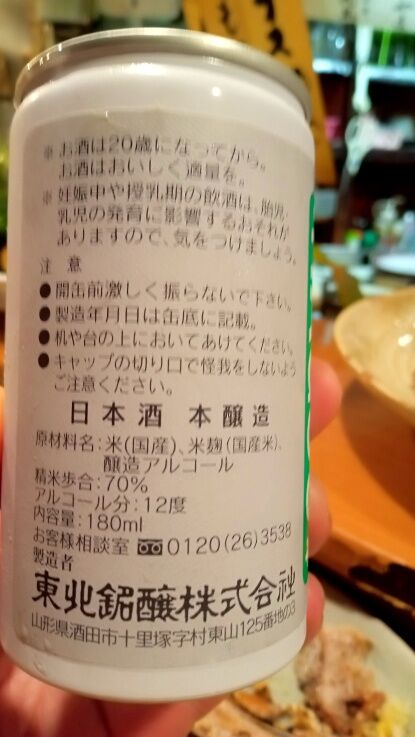 ※ お酒は20歳になってから。
お酒はおいしく適量を。
※ 妊娠中や授乳期の飲酒は、胎児・
乳児の発育に影響するおそれが
ありますので、気をつけましょう。
注 意
● 開缶前激しく振らないで下さい。
● 製造年月日は缶底に記載。
● 机や台の上においてあけてください。
● キャップの切り口で怪我をしないよう
ご注意ください。
日本酒 本醸造
原材料名:米(国産)、米麹(国産米)、
醸造アルコール
精米歩合:70%
アルコール分:12度
内容量:180ml
お客様相談室 0120(26)3538
製造者
東北銘醸株式会社
山形県酒田市十里塚字村東山125番地の3